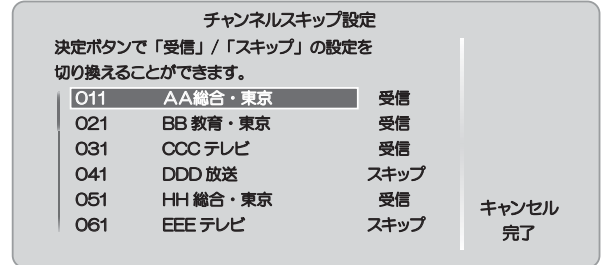 チャンネルスキップ設定
決定ボタンで「受信」/「スキップ」の設定を
切り換えることができます。
011 AA総合・東京 受信
021 BB 教育・東京 受信
031 CCC テレビ 受信
041 DDD 放送 スキップ
051 HH 総合・東京 受信
061 EEE テレビ スキップ
キャンセル
完了